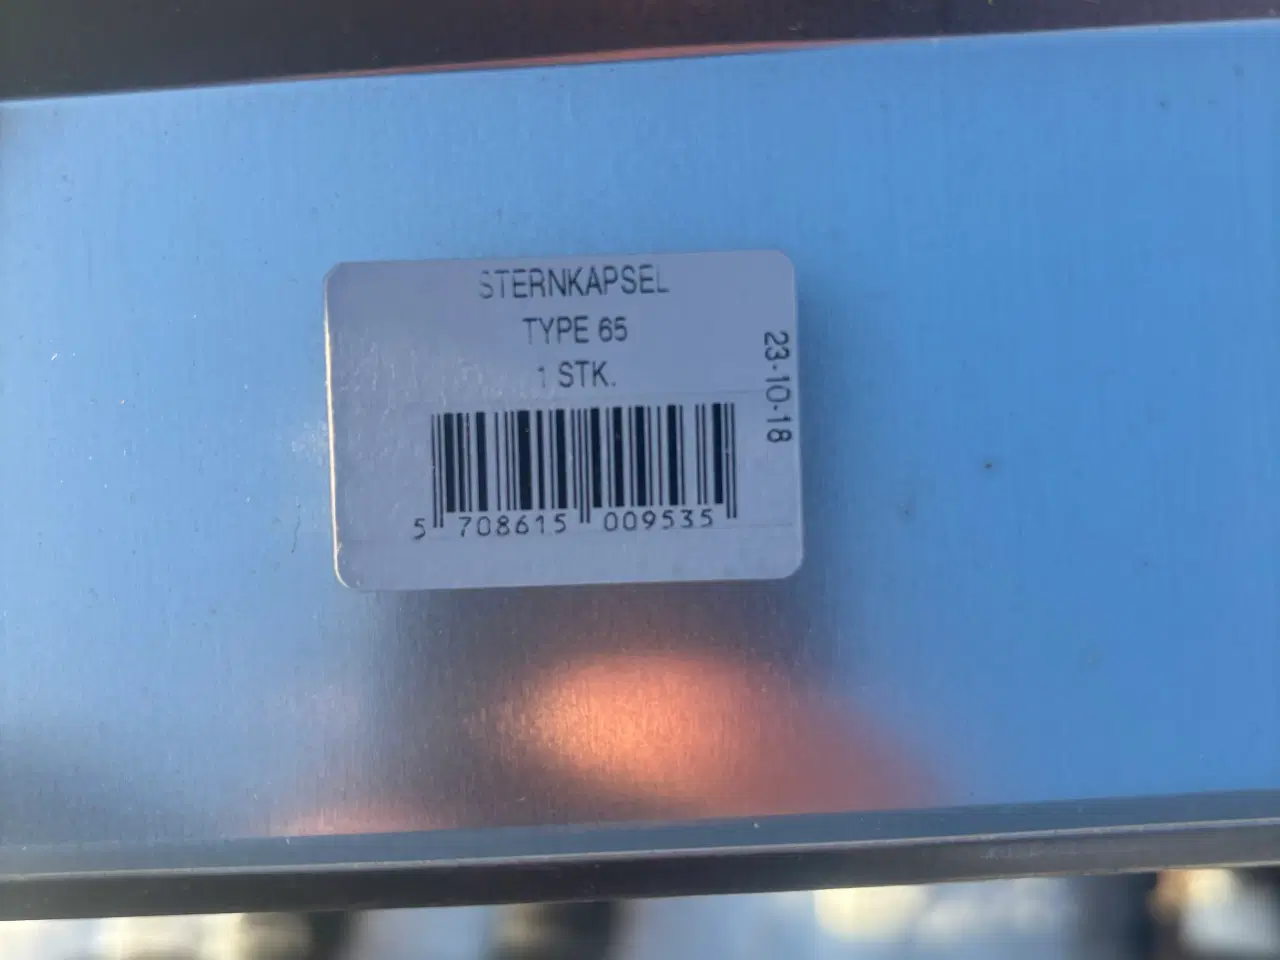 STERNKAPSEL
TYPE 65
1 STK.
23-10-18
5 708615 009535